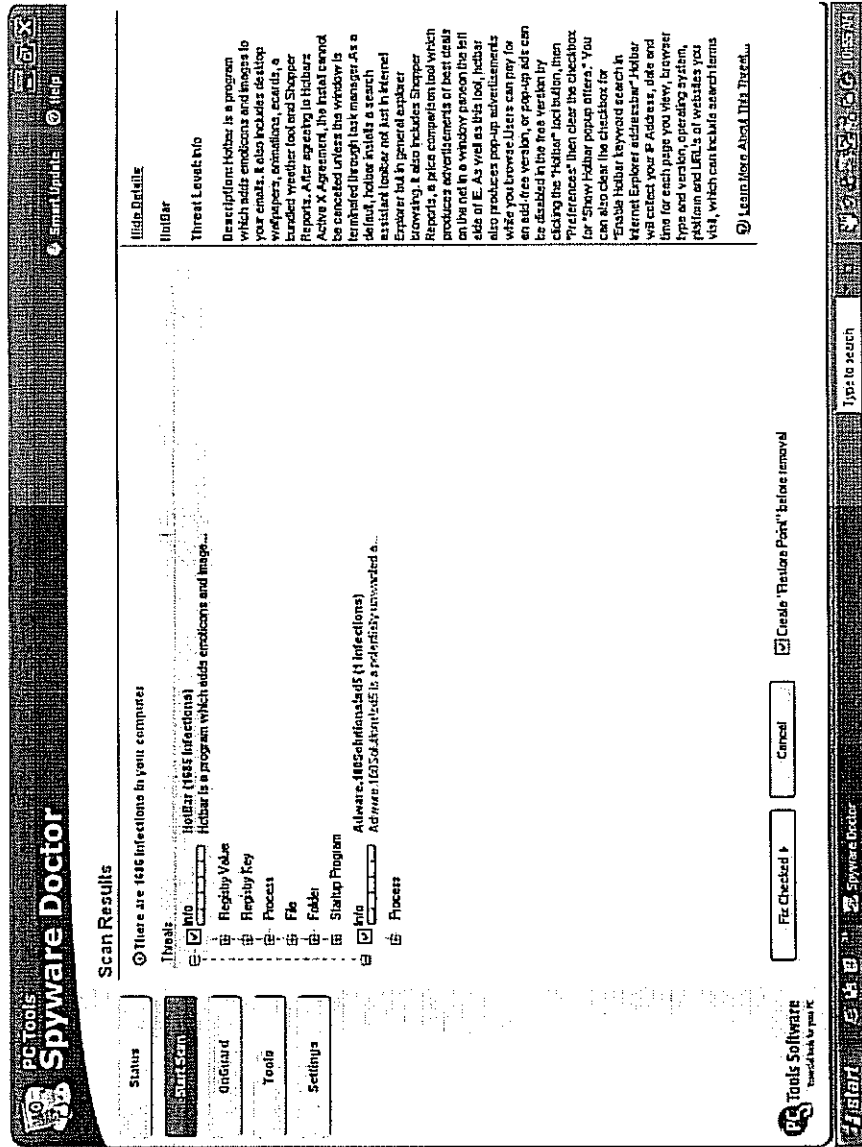 PC Tools
Spyware Doctor
Smart Update
Help
Status
Start Scan
OnGuard
Tools
Settings
Scan Results
There are 1686 infections in your computer
Threats
Info
HotBar (1685 infections)
Hotbar is a program which adds emoticons and image...
Registry Value
Registry Key
Process
File
Folder
Startup Program
Info
Adware.180Solutions
(1 infections)
is a potentially unwanted a...
Process
Hide Details
HotBar
Threat Level: Info
Description: Hotbar is a program
which adds emoticons and images to
your emails. It also includes desktop
wallpapers, animations, ecards, a
bundled weather tool and Shopper
Reports. After agreeing to Hotbars
Active X Agreement, the install cannot
be canceled unless the window is
terminated through task manager. As a
default, hotbar installs a search
assistant toolbar not just in Internet
Explorer but in general explorer
browsing. It also includes Shopper
Reports, a price comparison tool which
produces advertisements of best deals
on the net in a window pane on the left
side of IE. As well as this tool, hotbar
also produces pop-up advertisements
while you browse. Users can pay for
an add-free version, or pop-up ads can
be disabled in the free version by
clicking the "Hotbar" tool button, then
"Preferences" then clear the checkbox
for "Show Hotbar popup offers." You
can also clear the checkbox for
"Enable Hotbar keyword search in
Internet Explorer addressbar" Hotbar
will collect your IP Address, date and
time for each page you view, browser
type and version, operating system,
platform and URLs of websites you
visit, which can include search terms
Learn More About This Threat...
Fix Checked
Cancel
Create "Restore Point" before removal
PC Tools Software
Essential tools for your PC
start
Spyware Doctor
Type to search